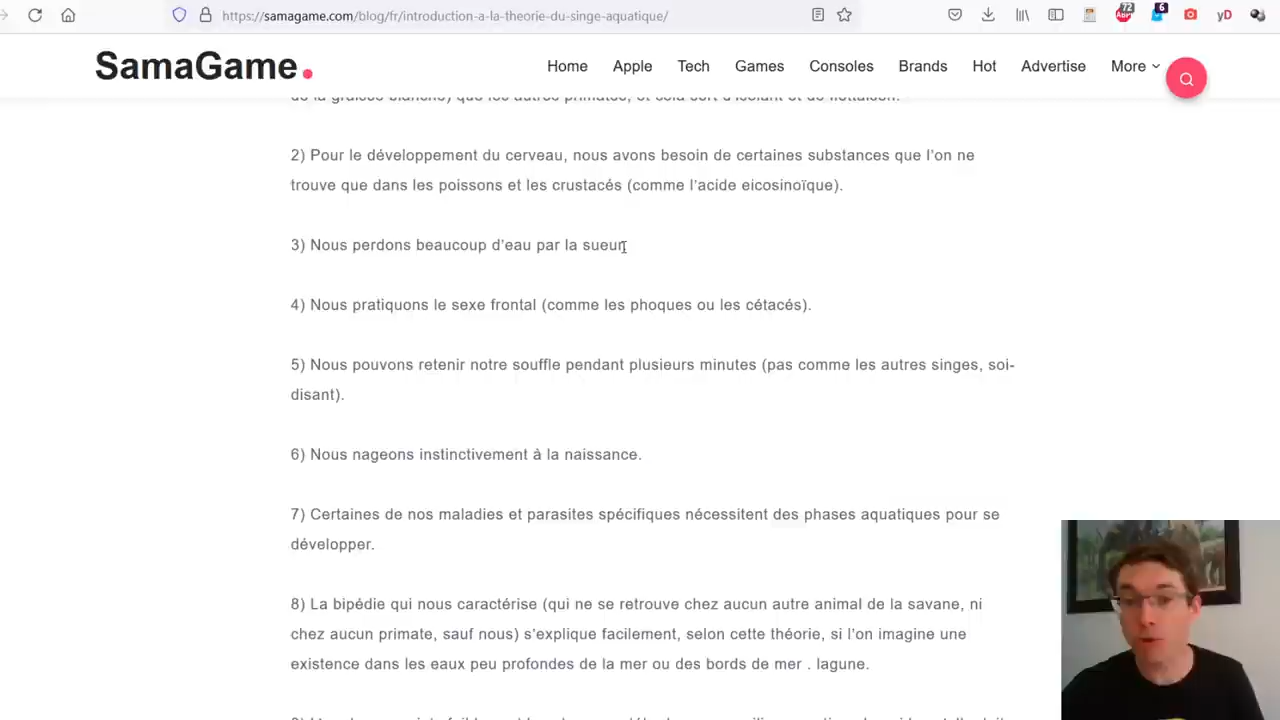 https://samagame.com/blog/fr/introduction-a-la-theorie-du-singe-aquatique/
72
6
yD
SamaGame.
Home Apple Tech Games Consoles Brands Hot Advertise More
de la graisse blanche) que les autres primates, et cela sert d'isolant et de flottaison.
2) Pour le développement du cerveau, nous avons besoin de certaines substances que l'on ne
trouve que dans les poissons et les crustacés (comme l'acide eicosinoïque).
3) Nous perdons beaucoup d'eau par la sueur
4) Nous pratiquons le sexe frontal (comme les phoques ou les cétacés).
5) Nous pouvons retenir notre souffle pendant plusieurs minutes (pas comme les autres singes, soi-
disant).
6) Nous nageons instinctivement à la naissance.
7) Certaines de nos maladies et parasites spécifiques nécessitent des phases aquatiques pour se
développer.
8) La bipédie qui nous caractérise (qui ne se retrouve chez aucun autre animal de la savane, ni
chez aucun primate, sauf nous) s'explique facilement, selon cette théorie, si l'on imagine une
existence dans les eaux peu profondes de la mer ou des bords de mer . lagune.